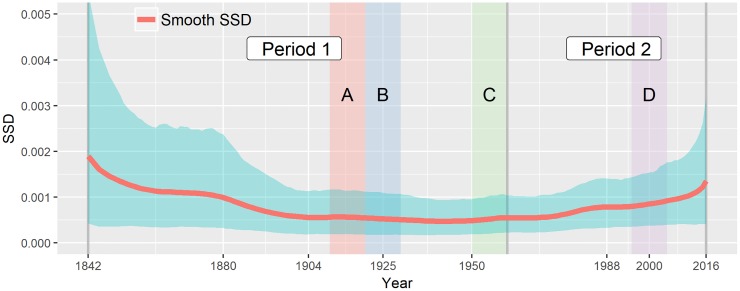 0.005
0.004
0.003
0.002
0.001
0.000
SSD
Smooth SSD
Period 1
Period 2
A
B
C
D
1842
1880
1904
1925
1950
1988
2000
2016
Year